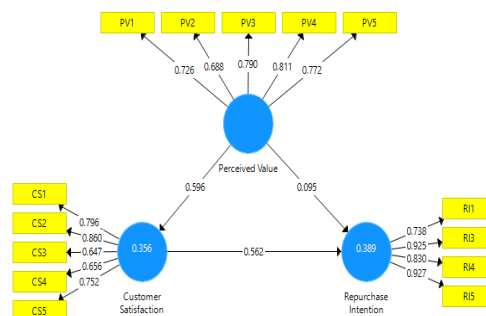 PV1 PV2 PV3 PV4 PV5
0.726 0.688 0.790 0.811 0.772
Perceived Value
0.596 0.095
CS1
CS2
CS3
CS4
CS5
0.796
0.860
0.647
0.656
0.752
0.356
Customer
Satisfaction
0.562
0.389
Repurchase
Intention
0.738
0.925
0.830
0.927
RI1
RI3
RI4
RI5